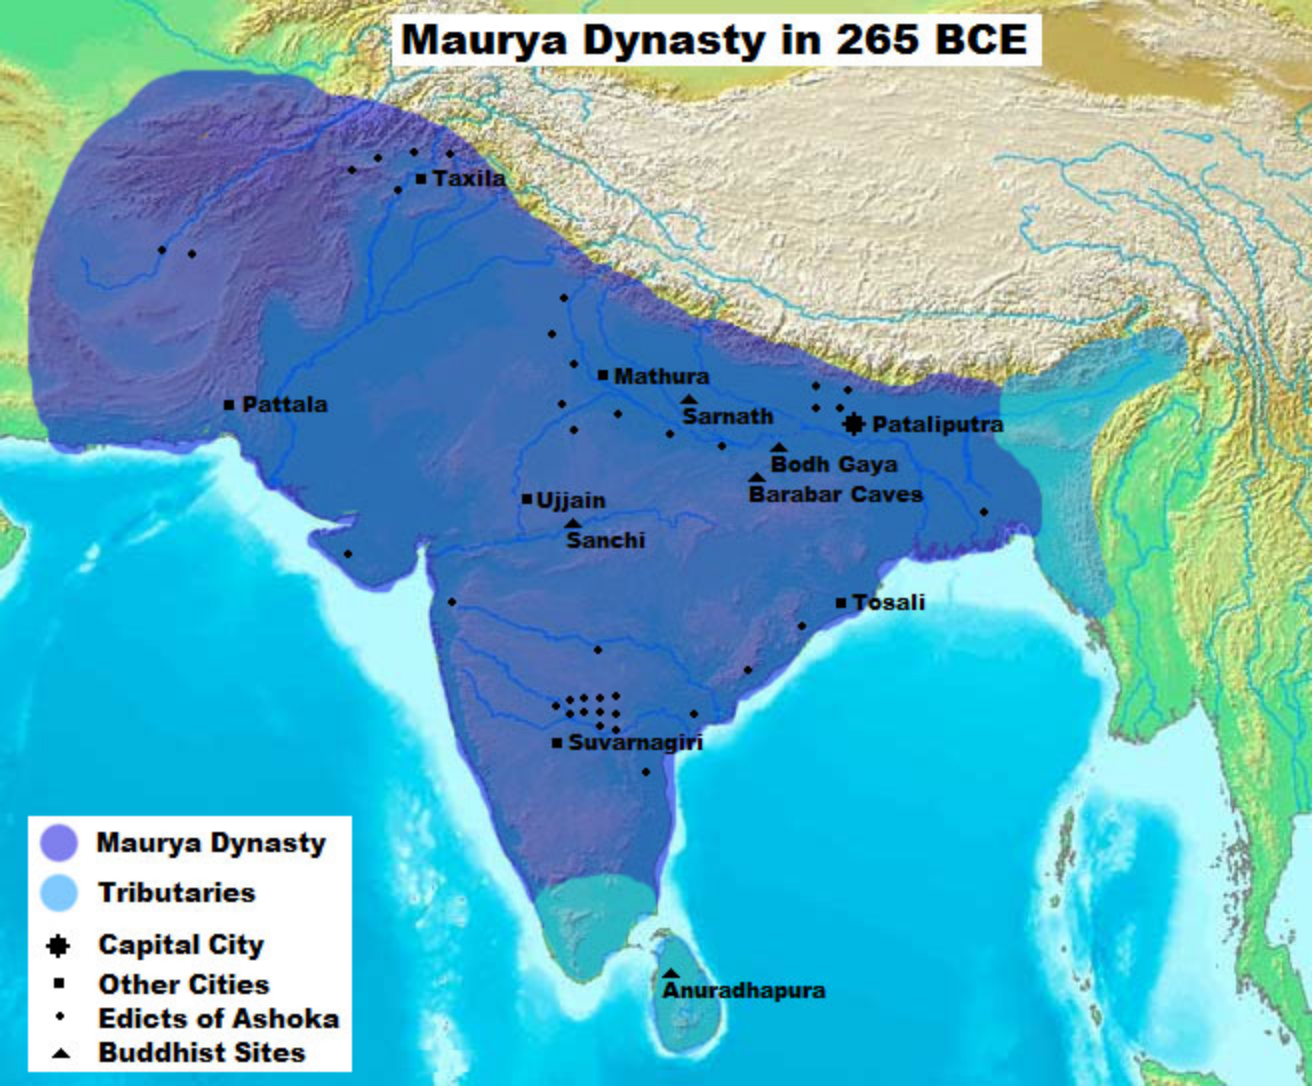 Maurya Dynasty in 265 BCE
Taxila
Mathura
Pattala
Sarnath
Pataliputra
Bodh Gaya
Barabar Caves
Ujjain
Sanchi
Tosali
Suvarnagiri
Anuradhapura
Maurya Dynasty
Tributaries
Capital City
Other Cities
Edicts of Ashoka
Buddhist Sites